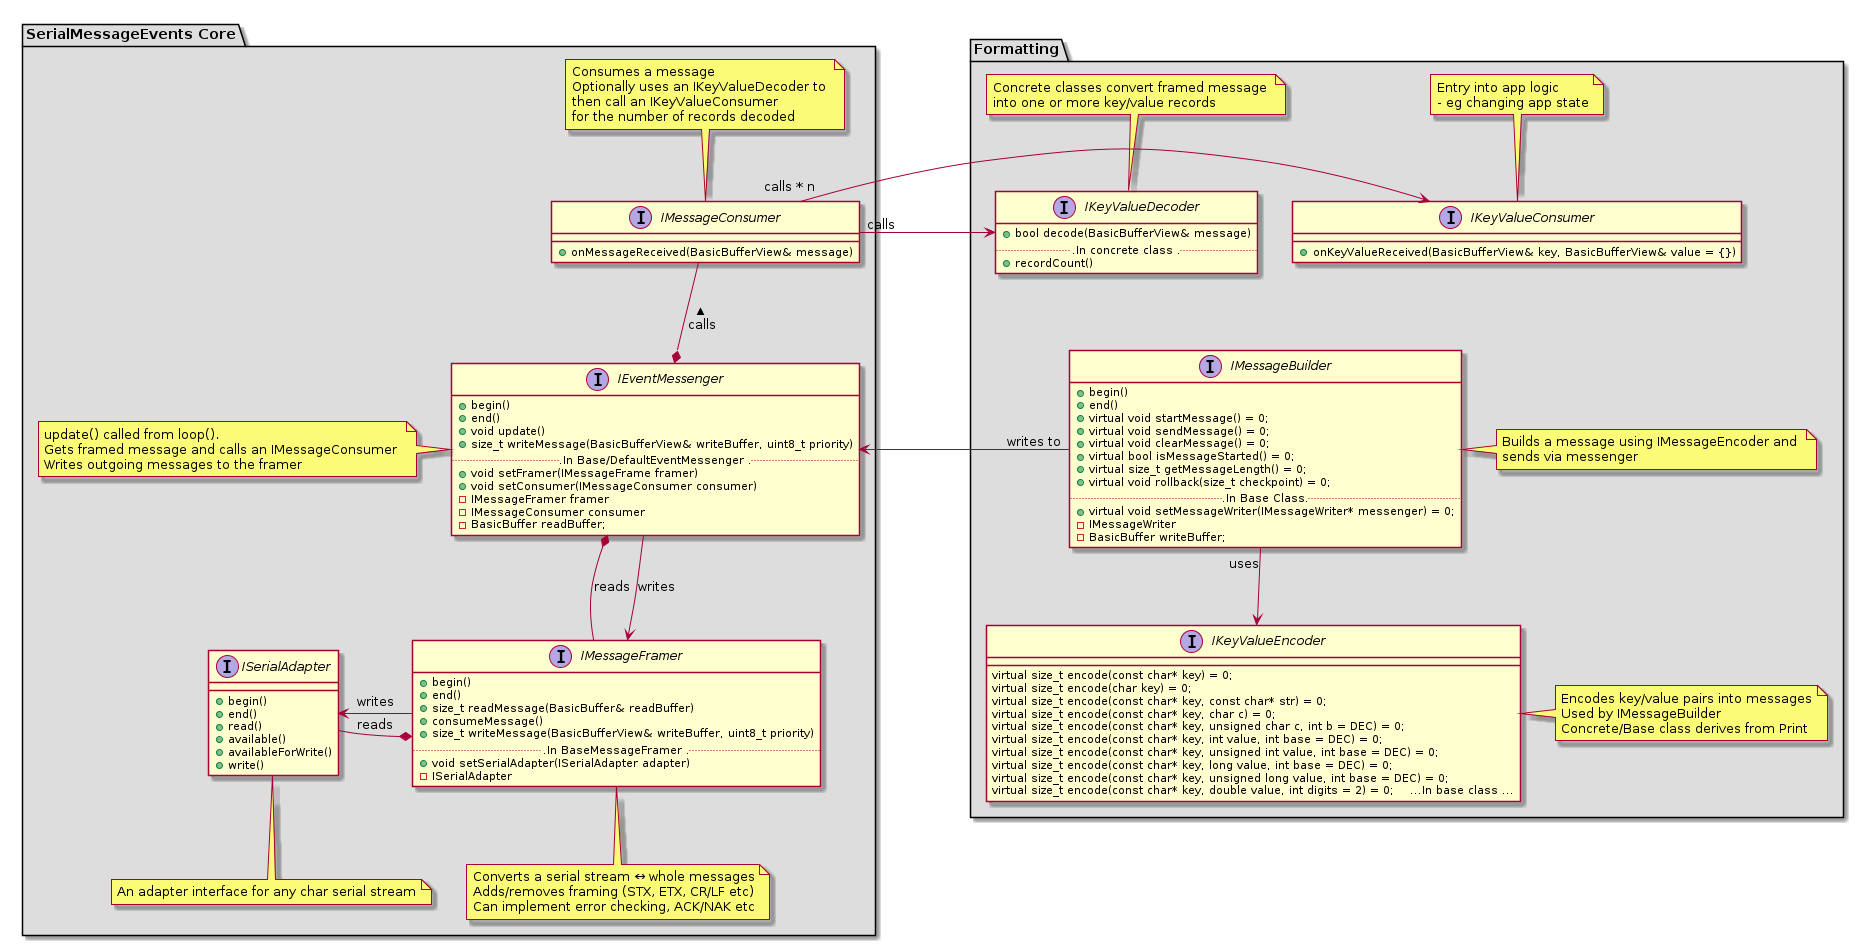 SerialMessageEvents Core
Consumes a message
Optionally uses an IKeyValueDecoder to
then call an IKeyValueConsumer
for the number of records decoded
calls * n
I IMessageConsumer
onMessageReceived(BasicBufferView& message)
calls
calls
I IEventMessenger
begin()
end()
void update()
size_t writeMessage(BasicBufferView& writeBuffer, uint8_t priority)
.In Base/DefaultEventMessenger .
void setFramer(IMessageFrame framer)
void setConsumer(IMessageConsumer consumer)
IMessageFramer framer
IMessageConsumer consumer
BasicBuffer readBuffer;
update() called from loop().
Gets framed message and calls an IMessageConsumer
Writes outgoing messages to the framer
reads
writes
I ISerialAdapter
begin()
end()
read()
available()
availableForWrite()
write()
writes
reads
I IMessageFramer
begin()
end()
size_t readMessage(BasicBuffer& readBuffer)
consumeMessage()
size_t writeMessage(BasicBufferView& writeBuffer, uint8_t priority)
.In BaseMessageFramer .
void setSerialAdapter(ISerialAdapter adapter)
ISerialAdapter
An adapter interface for any char serial stream
Converts a serial stream ↔ whole messages
Adds/removes framing (STX, ETX, CR/LF etc)
Can implement error checking, ACK/NAK etc
Formatting
Concrete classes convert framed message
into one or more key/value records
Entry into app logic
- eg changing app state
I IKeyValueDecoder
bool decode(BasicBufferView& message)
.In concrete class .
recordCount()
I IKeyValueConsumer
onKeyValueReceived(BasicBufferView& key, BasicBufferView& value = {})
writes to
I IMessageBuilder
begin()
end()
virtual void startMessage() = 0;
virtual void sendMessage() = 0;
virtual void clearMessage() = 0;
virtual bool isMessageStarted() = 0;
virtual size_t getMessageLength() = 0;
virtual void rollback(size_t checkpoint) = 0;
.In Base Class.
virtual void setMessageWriter(IMessageWriter* messenger) = 0;
IMessageWriter
BasicBuffer writeBuffer;
Builds a message using IMessageEncoder and
sends via messenger
uses
I IKeyValueEncoder
virtual size_t encode(const char* key) = 0;
virtual size_t encode(char key) = 0;
virtual size_t encode(const char* key, const char* str) = 0;
virtual size_t encode(const char* key, char c) = 0;
virtual size_t encode(const char* key, unsigned char c, int b = DEC) = 0;
virtual size_t encode(const char* key, int value, int base = DEC) = 0;
virtual size_t encode(const char* key, unsigned int value, int base = DEC) = 0;
virtual size_t encode(const char* key, long value, int base = DEC) = 0;
virtual size_t encode(const char* key, unsigned long value, int base = DEC) = 0;
virtual size_t encode(const char* key, double value, int digits = 2) = 0; ...In base class ...
Encodes key/value pairs into messages
Used by IMessageBuilder
Concrete/Base class derives from Print